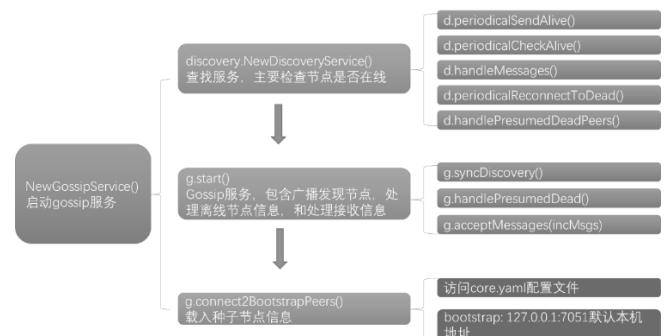 NewGossipService()
启动gossip服务
discovery.NewDiscoveryService()
查找服务，主要检查节点是否在线
d.periodicalSendAlive()
d.periodicalCheckAlive()
d.handleMessages()
d.periodicalReconnectToDead()
d.handlePresumedDeadPeers()
g.start()
Gossip服务，包含广播发现节点，处
理离线节点信息，和处理接收信息
g.syncDiscovery()
g.handlePresumedDead()
g.acceptMessages(incMsgs)
g.connect2BootstrapPeers()
载入种子节点信息
访问core.yaml配置文件
bootstrap: 127.0.0.1:7051默认本机
地址